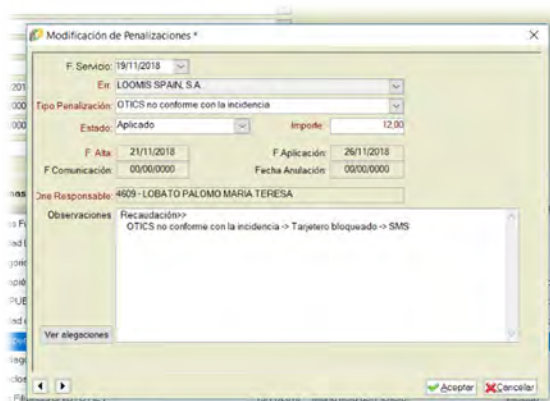 Modificación de Penalizaciones *
F. Servicio: 19/11/2018
En: LOOMIS SPAIN, S.A.
Tipo Penalización: OTICS no conforme con la incidencia
Estado: Aplicado Importe: 12,00
F. Alta: 21/11/2018 F.Aplicación: 26/11/2018
F.Comunicación: 00/00/0000 Fecha Anulación: 00/00/0000
One Responsable: 4609 - LOBATO PALOMO MARIA TERESA
Observaciones Recaudación>>
OTICS no conforme con la incidencia -> Tarjetero bloqueado -> SMS
Ver alegaciones
Aceptar Cancelar